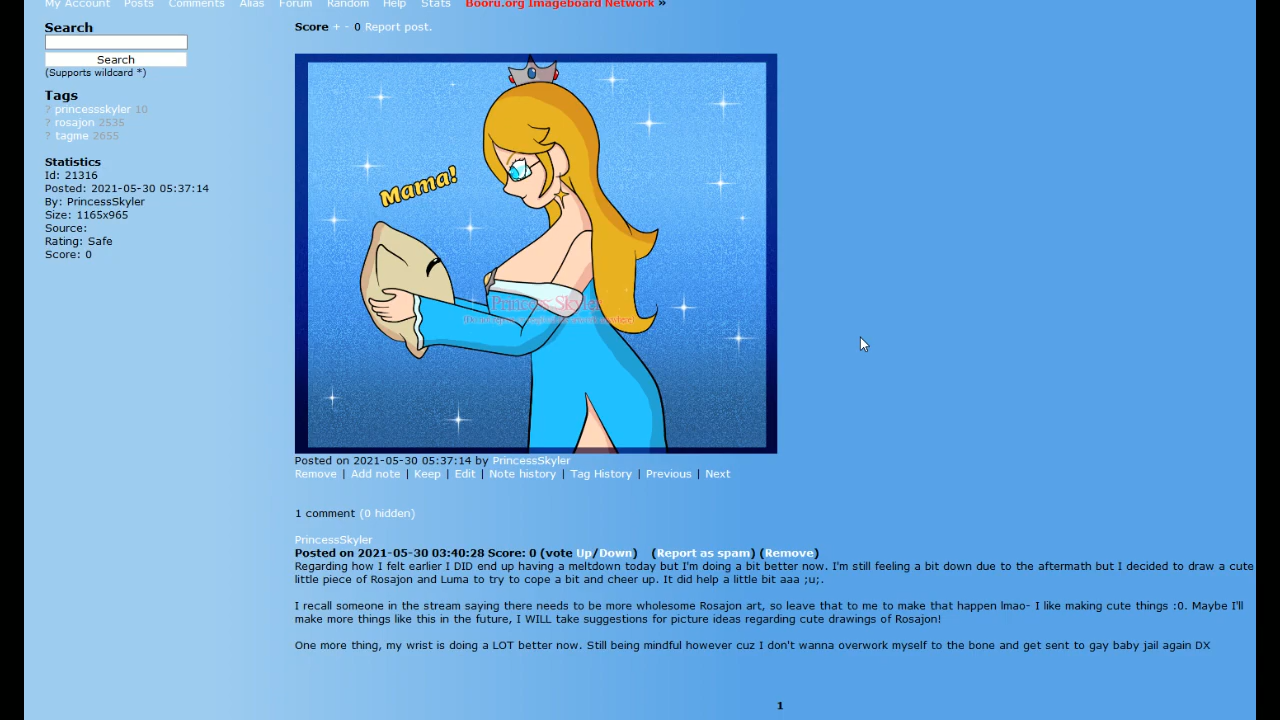 My Account Posts Comments Alias Forum Random Help Stats Booru.org Imageboard Network »
Search
Search
(Supports wildcard *)
Tags
? princessskyler 10
? rosajon 2535
? tagme 2655
Statistics
Id: 21316
Posted: 2021-05-30 05:37:14
By: PrincessSkyler
Size: 1165x965
Source:
Rating: Safe
Score: 0
Score + - 0 Report post.
Mama!
Princess Skyler
Posted on 2021-05-30 05:37:14 by PrincessSkyler
Remove | Add note | Keep | Edit | Note history | Tag History | Previous | Next
1 comment (0 hidden)
PrincessSkyler
Posted on 2021-05-30 03:40:28 Score: 0 (vote Up/Down) (Report as spam) (Remove)
Regarding how I felt earlier I DID end up having a meltdown today but I'm doing a bit better now. I'm still feeling a bit down due to the aftermath but I decided to draw a cute
little piece of Rosajon and Luma to try to cope a bit and cheer up. It did help a little bit aaa ;u;.
I recall someone in the stream saying there needs to be more wholesome Rosajon art, so leave that to me to make that happen lmao- I like making cute things :0. Maybe I'll
make more things like this in the future, I WILL take suggestions for picture ideas regarding cute drawings of Rosajon!
One more thing, my wrist is doing a LOT better now. Still being mindful however cuz I don't wanna overwork myself to the bone and get sent to gay baby jail again DX
1